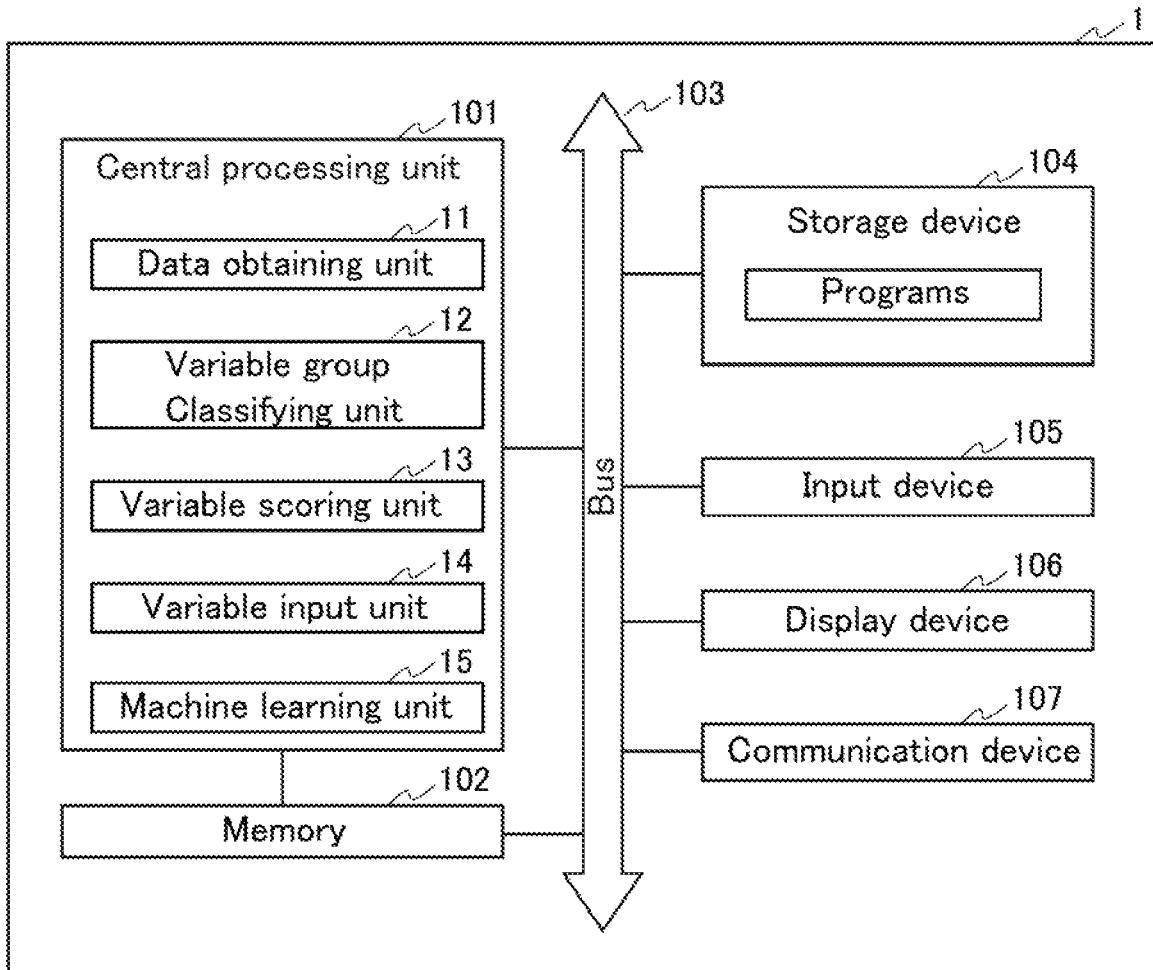 1
101
Central processing unit
11
Data obtaining unit
12
Variable group
Classifying unit
13
Variable scoring unit
14
Variable input unit
15
Machine learning unit
102
Memory
103
Bus
104
Storage device
Programs
105
Input device
106
Display device
107
Communication device